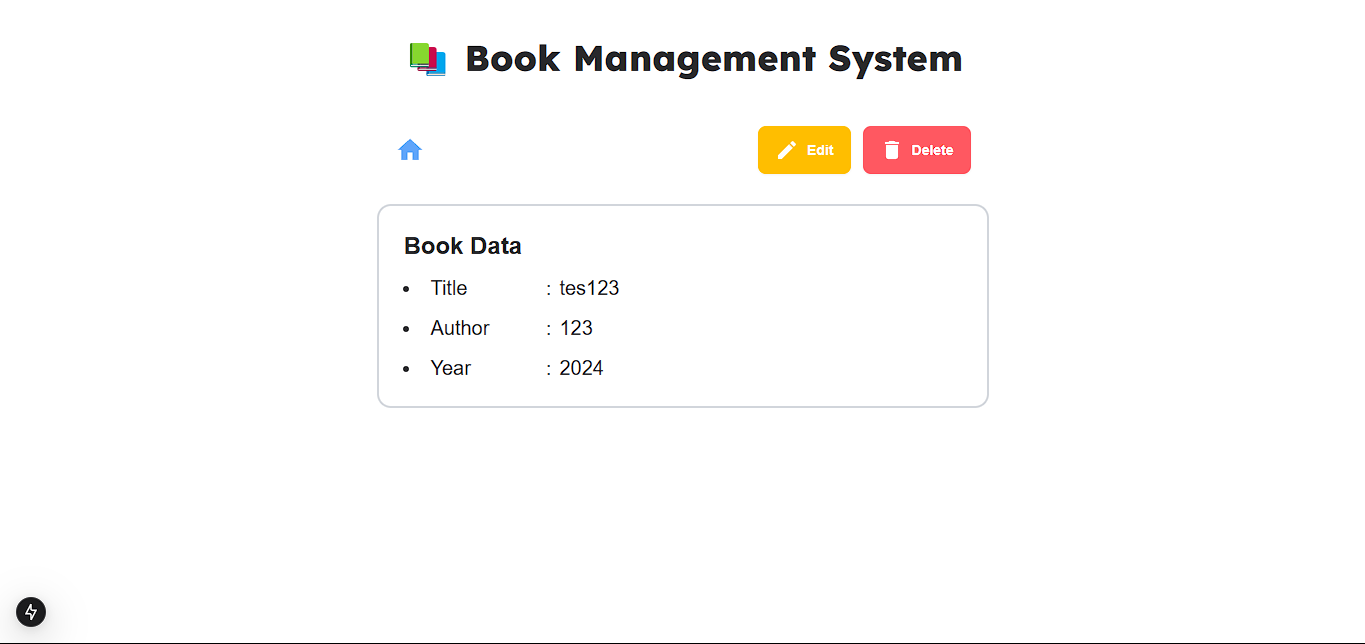 📚 Book Management System
Edit Delete
Book Data
• Title : tes123
• Author : 123
• Year : 2024